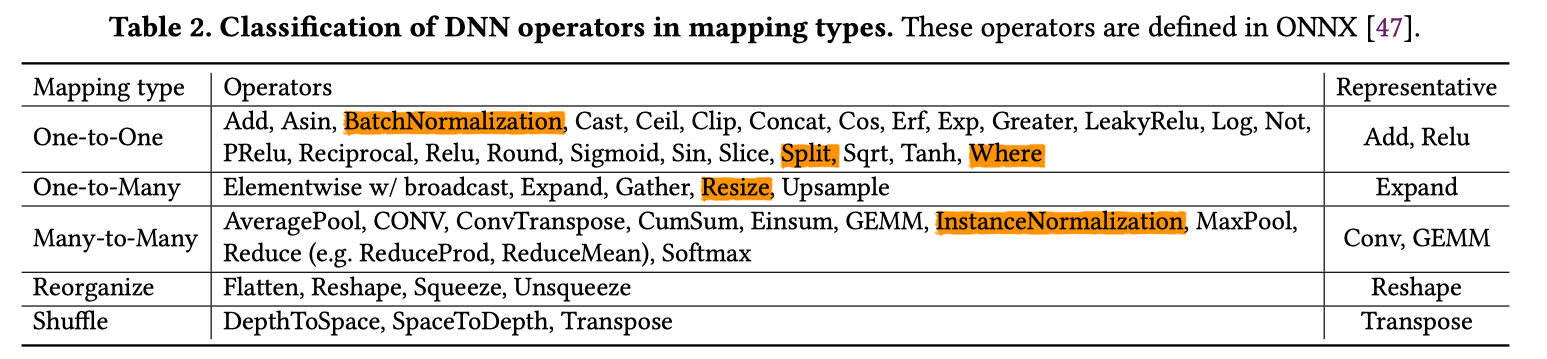 Table 2. Classification of DNN operators in mapping types. These operators are defined in ONNX [47].
Mapping type Operators Representative
One-to-One Add, Asin, BatchNormalization, Cast, Ceil, Clip, Concat, Cos, Erf, Exp, Greater, LeakyRelu, Log, Not,
PRelu, Reciprocal, Relu, Round, Sigmoid, Sin, Slice, Split, Sqrt, Tanh, Where Add, Relu
One-to-Many Elementwise w/ broadcast, Expand, Gather, Resize, Upsample Expand
Many-to-Many AveragePool, CONV, ConvTranspose, CumSum, Einsum, GEMM, InstanceNormalization, MaxPool,
Reduce (e.g. ReduceProd, ReduceMean), Softmax Conv, GEMM
Reorganize Flatten, Reshape, Squeeze, Unsqueeze Reshape
Shuffle DepthToSpace, SpaceToDepth, Transpose Transpose